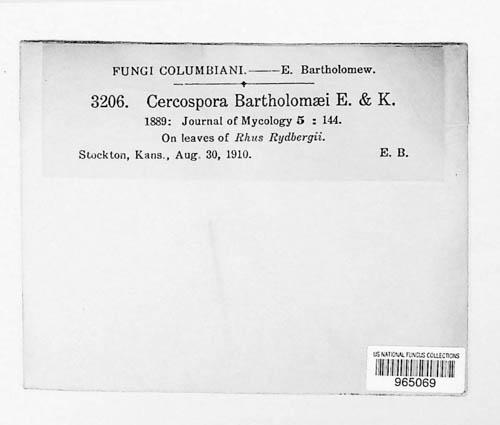 FUNGI COLUMBIANI.—E. Bartholomew.
3206. Cercospora Bartholomæi E. & K.
1889: Journal of Mycology 5 : 144.
On leaves of Rhus Rydbergii.
Stockton, Kans., Aug. 30, 1910. E. B.
US NATIONAL FUNGUS COLLECTIONS
965069